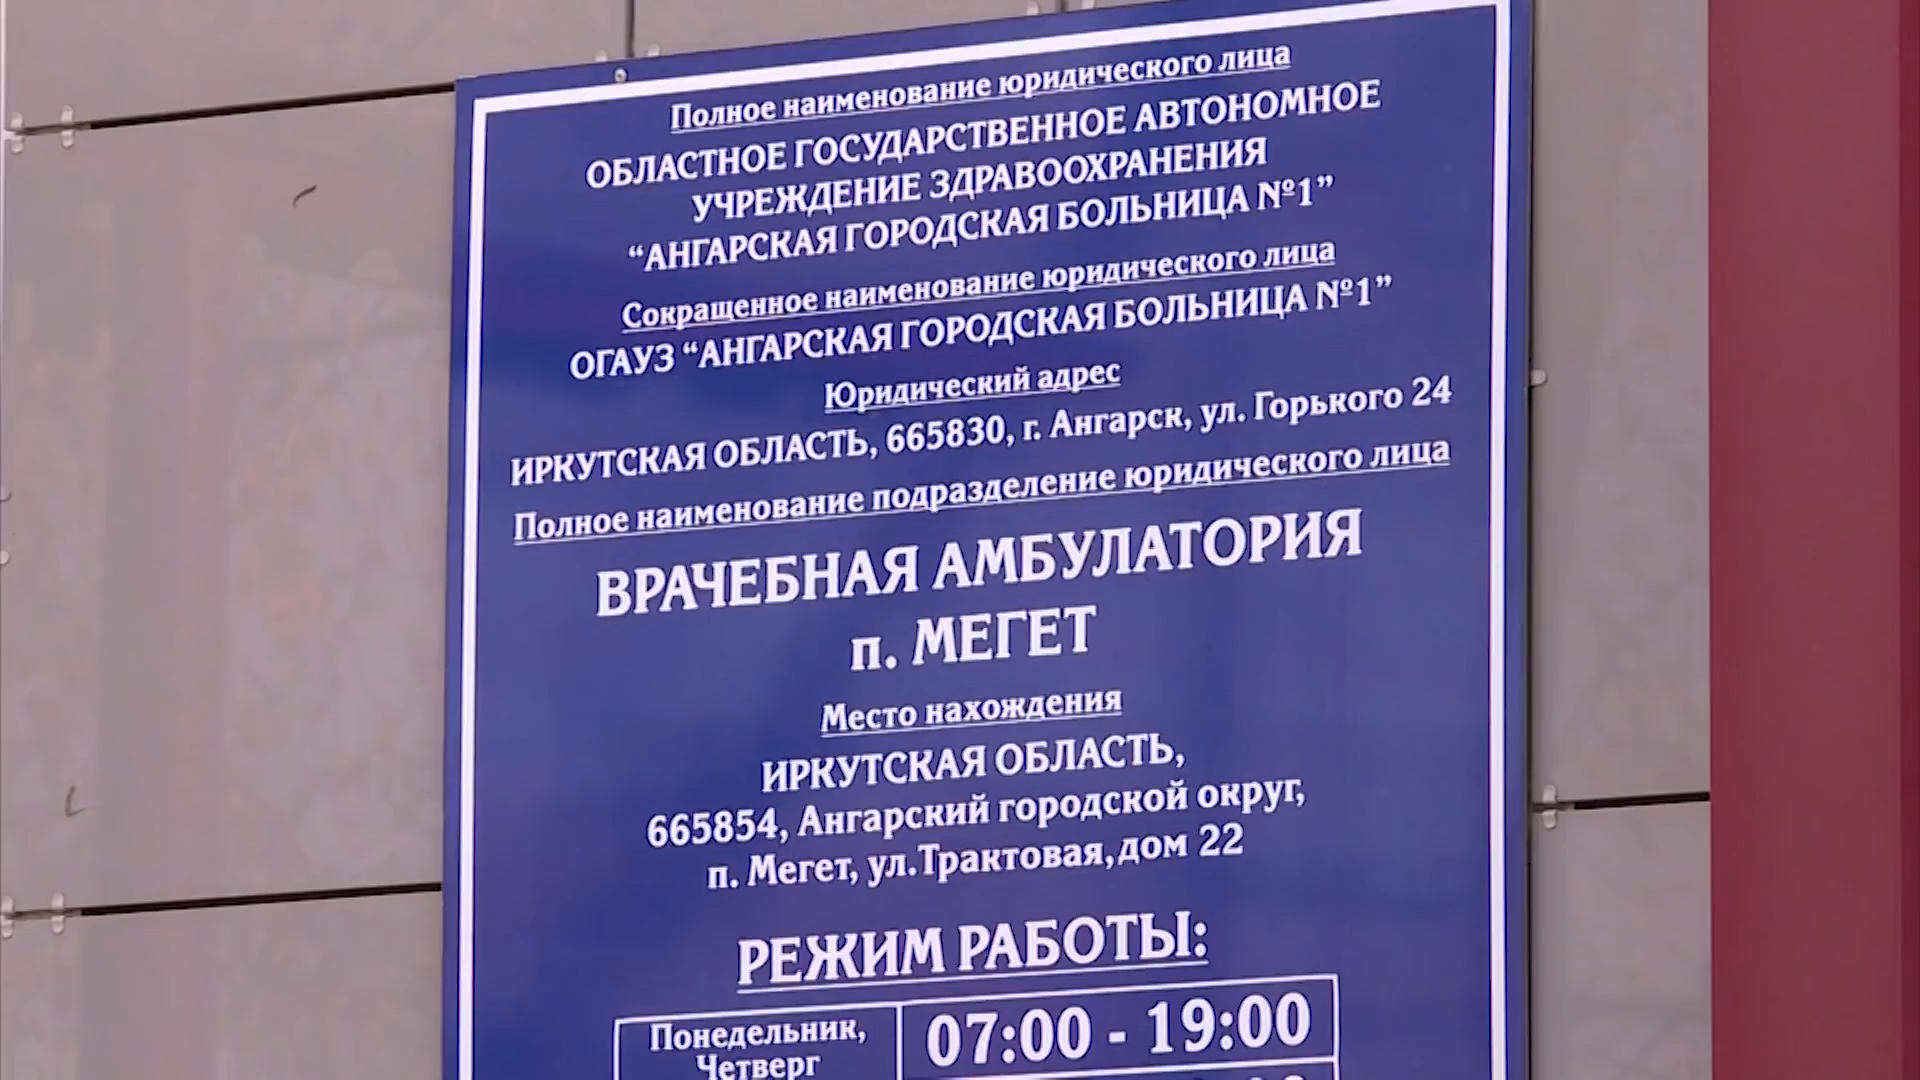 Полное наименование юридического лица
ОБЛАСТНОЕ ГОСУДАРСТВЕННОЕ АВТОНОМНОЕ
УЧРЕЖДЕНИЕ ЗДРАВООХРАНЕНИЯ
“АНГАРСКАЯ ГОРОДСКАЯ БОЛЬНИЦА №1”
Сокращенное наименование юридического лица
ОГАУЗ “АНГАРСКАЯ ГОРОДСКАЯ БОЛЬНИЦА №1”
Юридический адрес
ИРКУТСКАЯ ОБЛАСТЬ, 665830, г. Ангарск, ул. Горького 24
Полное наименование подразделение юридического лица
ВРАЧЕБНАЯ АМБУЛАТОРИЯ
п. МЕГЕТ
Место нахождения
ИРКУТСКАЯ ОБЛАСТЬ,
665854, Ангарский городской округ,
п. Мегет, ул.Трактовая,дом 22
РЕЖИМ РАБОТЫ:
Понедельник, 07:00 - 19:00
Четверг